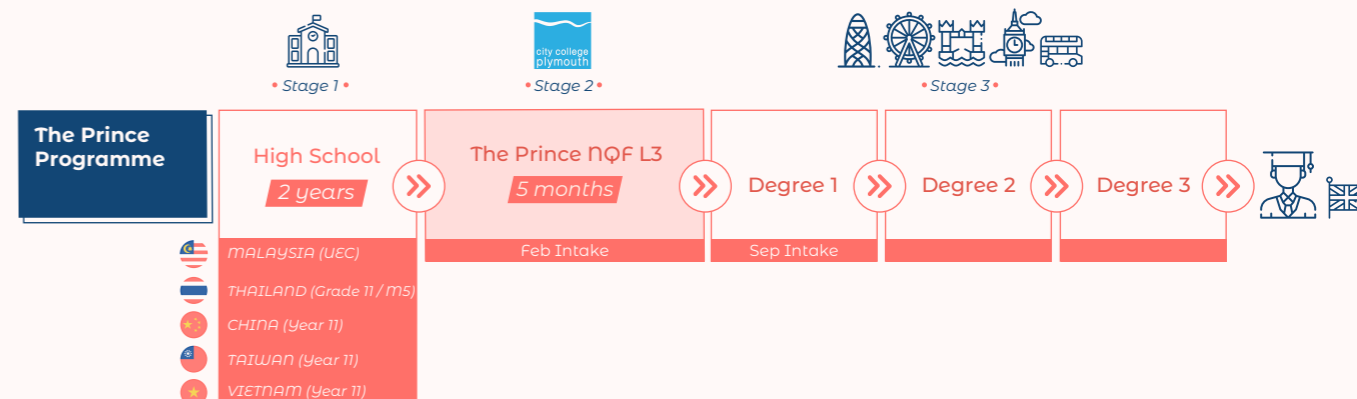 city college
plymouth
• Stage 1 •
• Stage 2 •
• Stage 3 •
The Prince
Programme
High School
2 years
The Prince NQF L3
5 months
Degree 1
Degree 2
Degree 3
Feb Intake
Sep Intake
MALAYSIA (UEC)
THAILAND (Grade 11 / M5)
CHINA (Year 11)
TAIWAN (Year 11)
VIETNAM (Year 11)